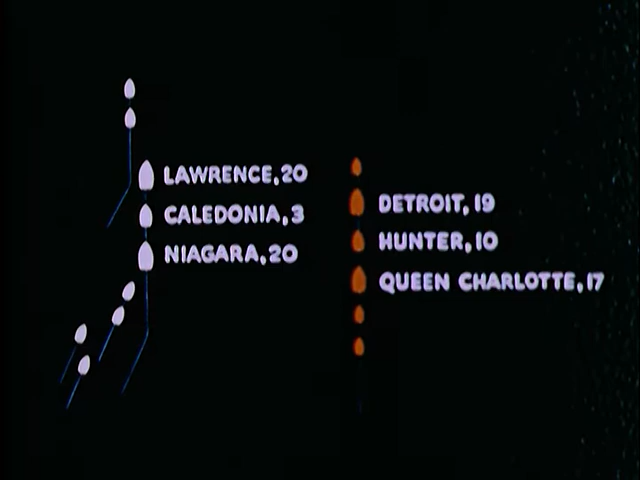 LAWRENCE, 20
CALEDONIA, 3
NIAGARA, 20
DETROIT, 19
HUNTER, 10
QUEEN CHARLOTTE, 17